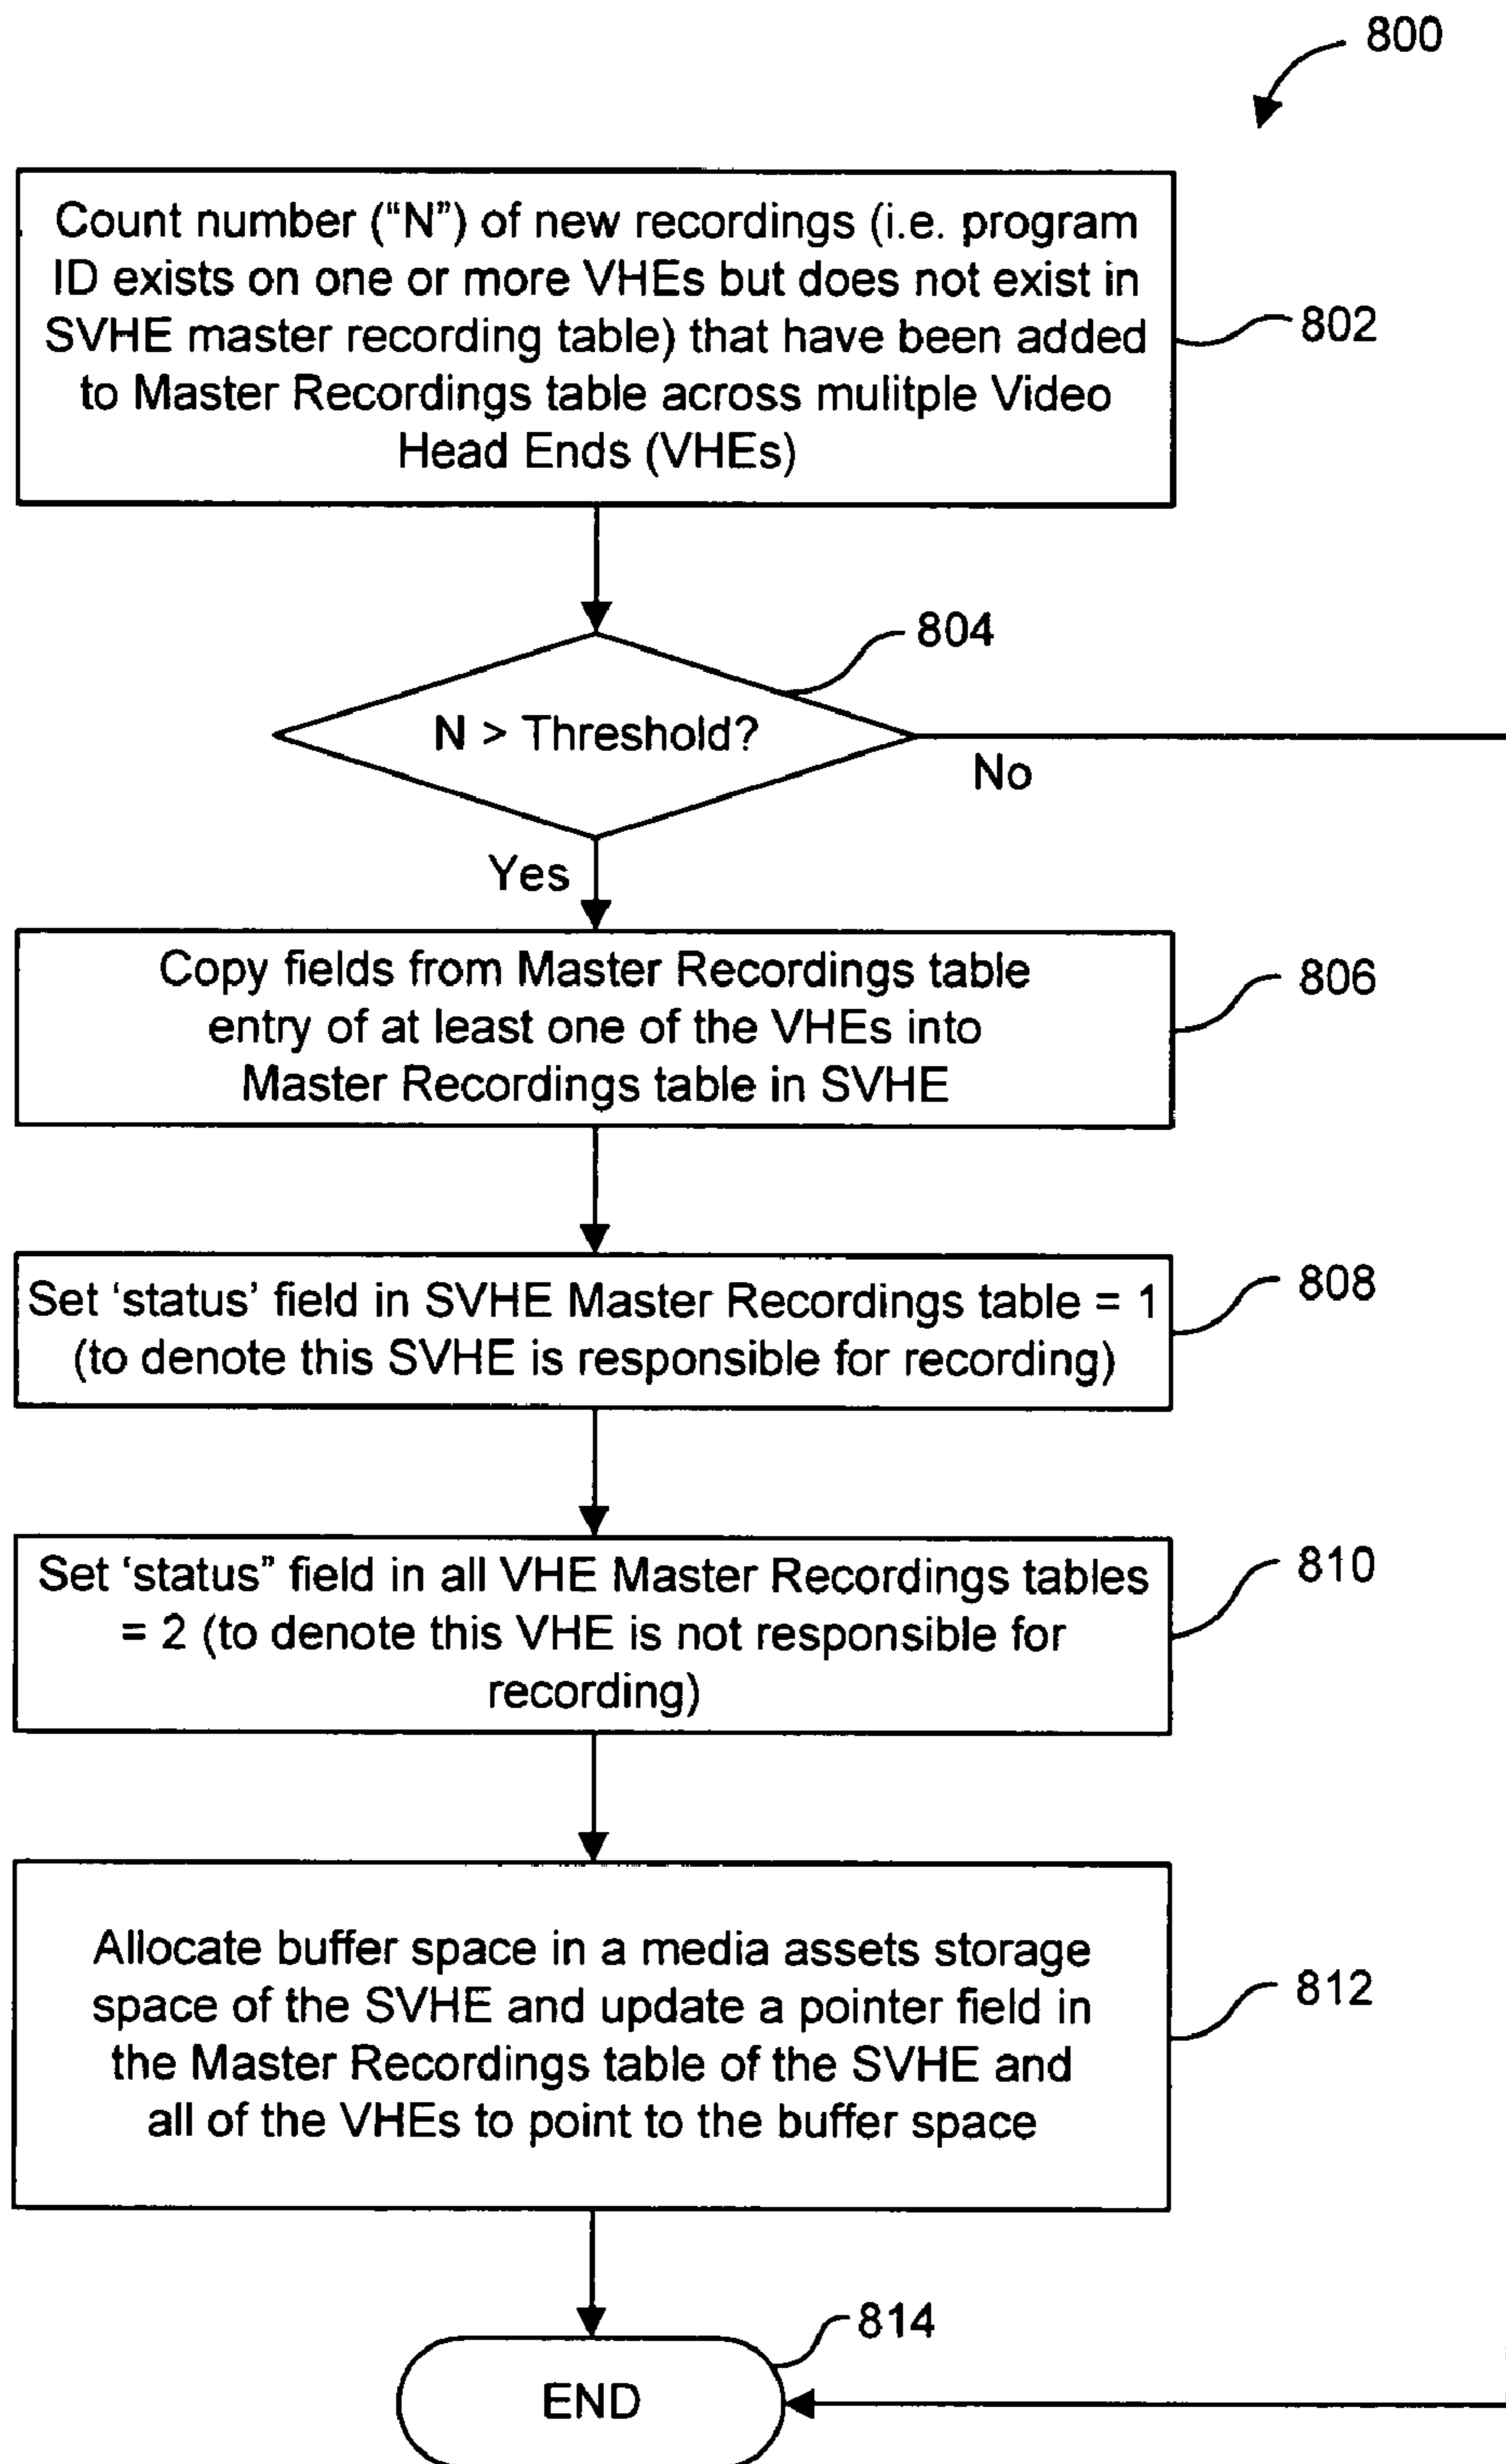 800
Count number (“N”) of new recordings (i.e. program
ID exists on one or more VHEs but does not exist in
SVHE master recording table) that have been added
to Master Recordings table across mulitple Video
Head Ends (VHEs)
802
804
N > Threshold?
No
Yes
Copy fields from Master Recordings table
entry of at least one of the VHEs into
Master Recordings table in SVHE
806
Set ‘status’ field in SVHE Master Recordings table = 1
(to denote this SVHE is responsible for recording)
808
Set ‘status” field in all VHE Master Recordings tables
= 2 (to denote this VHE is not responsible for
recording)
810
Allocate buffer space in a media assets storage
space of the SVHE and update a pointer field in
the Master Recordings table of the SVHE and
all of the VHEs to point to the buffer space
812
814
END